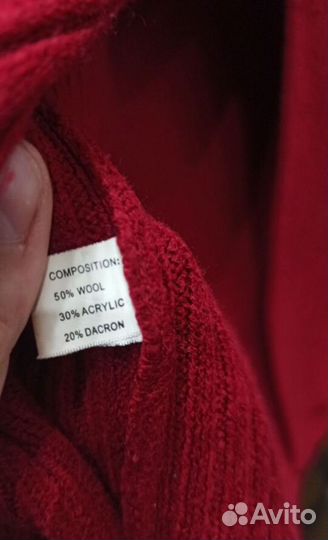 COMPOSITION:
50% WOOL
30% ACRYLIC
20% DACRON
Avito